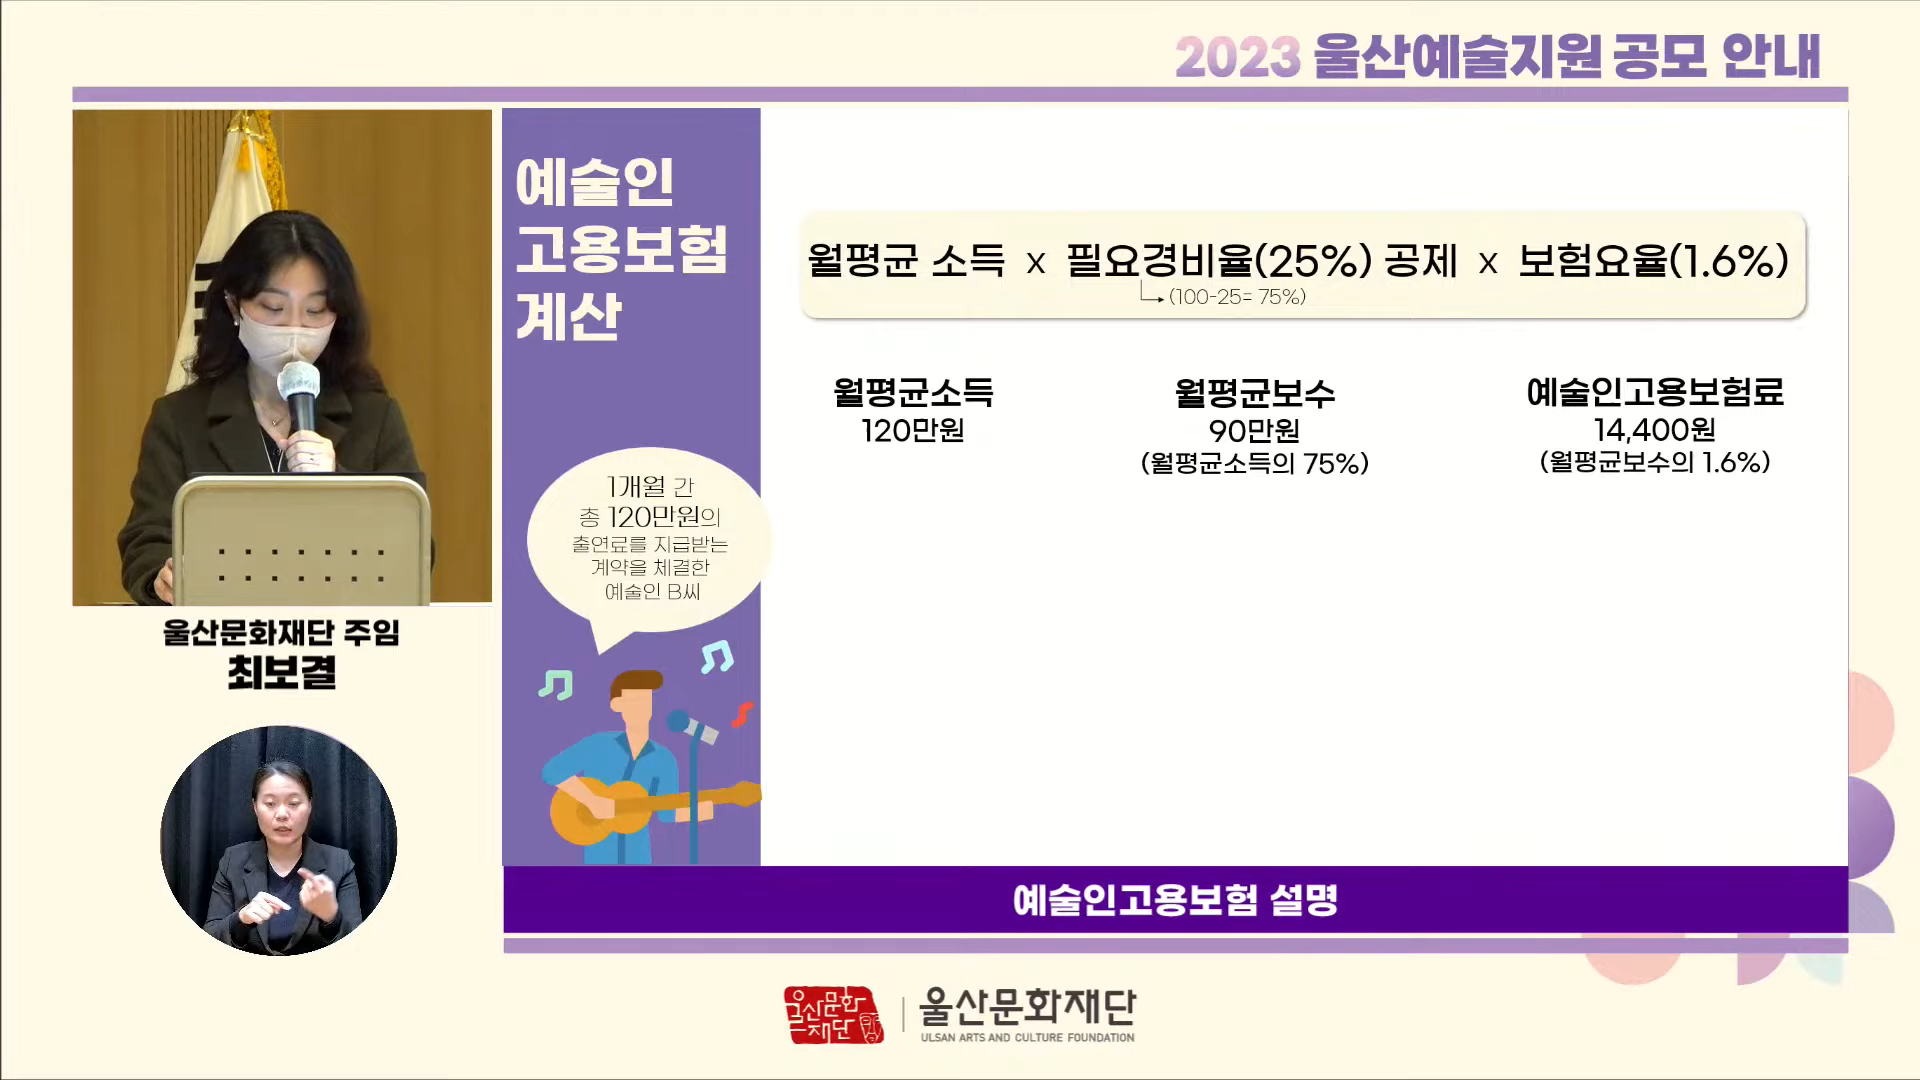 2023 울산예술지원 공모 안내
예술인
고용보험
계산
월평균 소득 x 필요경비율(25%) 공제 x 보험요율(1.6%)
(100-25= 75%)
월평균소득
120만원
월평균보수
90만원
(월평균소득의 75%)
예술인고용보험료
14,400원
(월평균보수의 1.6%)
1개월 간
총 120만원의
출연료를 지급받는
계약을 체결한
예술인 B씨
울산문화재단 주임
최보결
예술인고용보험 설명
울산문화
재단
울산문화재단
ULSAN ARTS AND CULTURE FOUNDATION